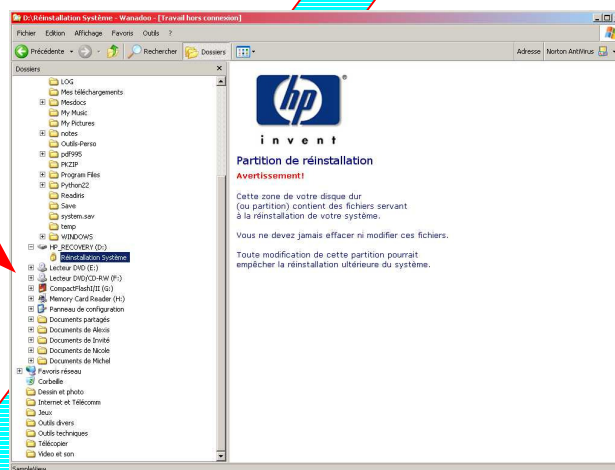 D:\Réinstallation Système - Wanadoo - [Travail hors connexion]
Fichier Edition Affichage Favoris Outils ?
Précédente Rechercher Dossiers Adresse Norton AntiVirus
Dossiers
LOG
Mes téléchargements
Mesdocs
My Music
My Pictures
notes
Outils-Perso
pdf995
PKZIP
Program Files
Python22
Readiris
Save
system.sav
temp
WINDOWS
HP_RECOVERY (D:)
Réinstallation Système
Lecteur DVD (E:)
Lecteur DVD/CD-RW (F:)
CompactFlashI/II (G:)
Memory Card Reader (H:)
Panneau de configuration
Documents partagés
Documents de Alexis
Documents de Invité
Documents de Nicole
Documents de Michel
Favoris réseau
Corbeille
Dessin et photo
Internet et Télécomm
Jeux
Outils divers
Outils techniques
Télécopier
Video et son
hp
invent
Partition de réinstallation
Avertissement!
Cette zone de votre disque dur
(ou partition) contient des fichiers servant
à la réinstallation de votre système.
Vous ne devez jamais effacer ni modifier ces fichiers.
Toute modification de cette partition pourrait
empêcher la réinstallation ultérieure du système.
SampleView